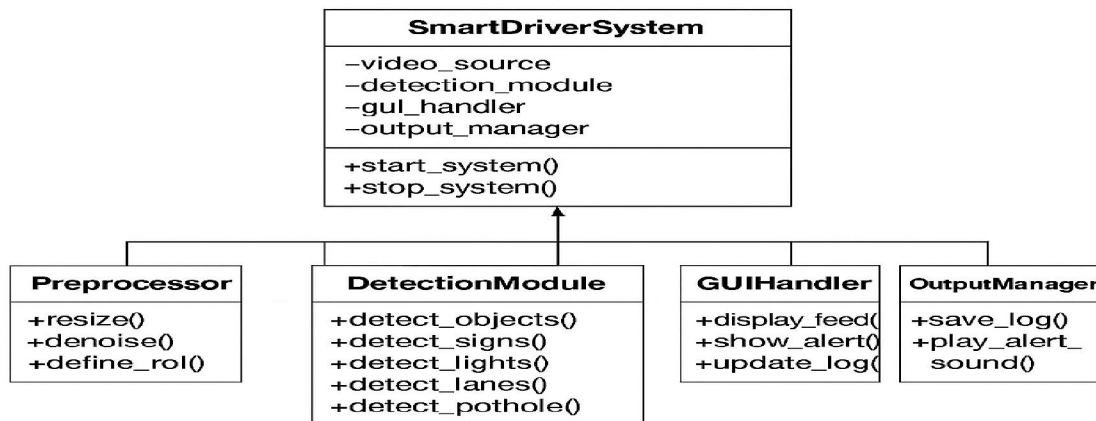 SmartDriverSystem
-video_source
-detection_module
-gul_handler
-output_manager
+start_system()
+stop_system()
Preprocessor
+resize()
+denoise()
+define_rol()
DetectionModule
+detect_objects()
+detect_signs()
+detect_lights()
+detect_lanes()
+detect_pothole()
GUIHandler
+display_feed(
+show_alert()
+update_log(
OutputManager
+save_log()
+play_alert_
sound()